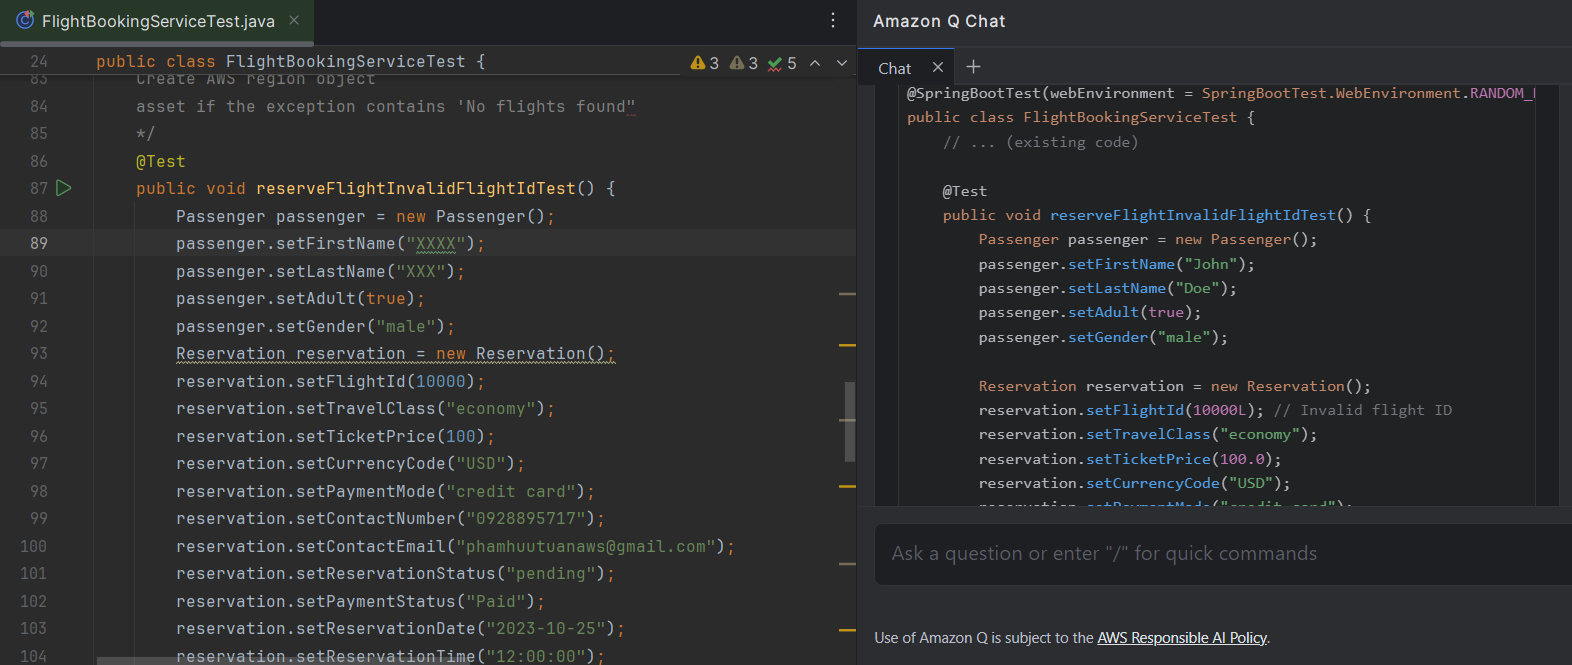 FlightBookingServiceTest.java
24 public class FlightBookingServiceTest {
3 3 5
83 Create AWS region object
84 asset if the exception contains 'No flights found"
85 */
86 @Test
87 public void reserveFlightInvalidFlightIdTest() {
88 Passenger passenger = new Passenger();
89 passenger.setFirstName("XXXX");
90 passenger.setLastName("XXX");
91 passenger.setAdult(true);
92 passenger.setGender("male");
93 Reservation reservation = new Reservation();
94 reservation.setFlightId(10000);
95 reservation.setTravelClass("economy");
96 reservation.setTicketPrice(100);
97 reservation.setCurrencyCode("USD");
98 reservation.setPaymentMode("credit card");
99 reservation.setContactNumber("0928895717");
100 reservation.setContactEmail("phamhuutuanaws@gmail.com");
101 reservation.setReservationStatus("pending");
102 reservation.setPaymentStatus("Paid");
103 reservation.setReservationDate("2023-10-25");
104 reservation.setReservationTime("12:00:00");
Amazon Q Chat
Chat
@SpringBootTest(webEnvironment = SpringBootTest.WebEnvironment.RANDOM_
public class FlightBookingServiceTest {
// ... (existing code)
@Test
public void reserveFlightInvalidFlightIdTest() {
Passenger passenger = new Passenger();
passenger.setFirstName("John");
passenger.setLastName("Doe");
passenger.setAdult(true);
passenger.setGender("male");
Reservation reservation = new Reservation();
reservation.setFlightId(10000L); // Invalid flight ID
reservation.setTravelClass("economy");
reservation.setTicketPrice(100.0);
reservation.setCurrencyCode("USD");
reservation.setPaymentMode("credit card");
Ask a question or enter "/" for quick commands
Use of Amazon Q is subject to the AWS Responsible AI Policy.